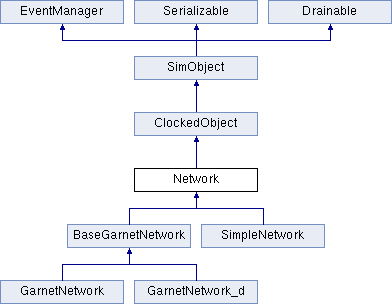 EventManager Serializable Drainable
SimObject
ClockedObject
Network
BaseGarnetNetwork SimpleNetwork
GarnetNetwork GarnetNetwork_d